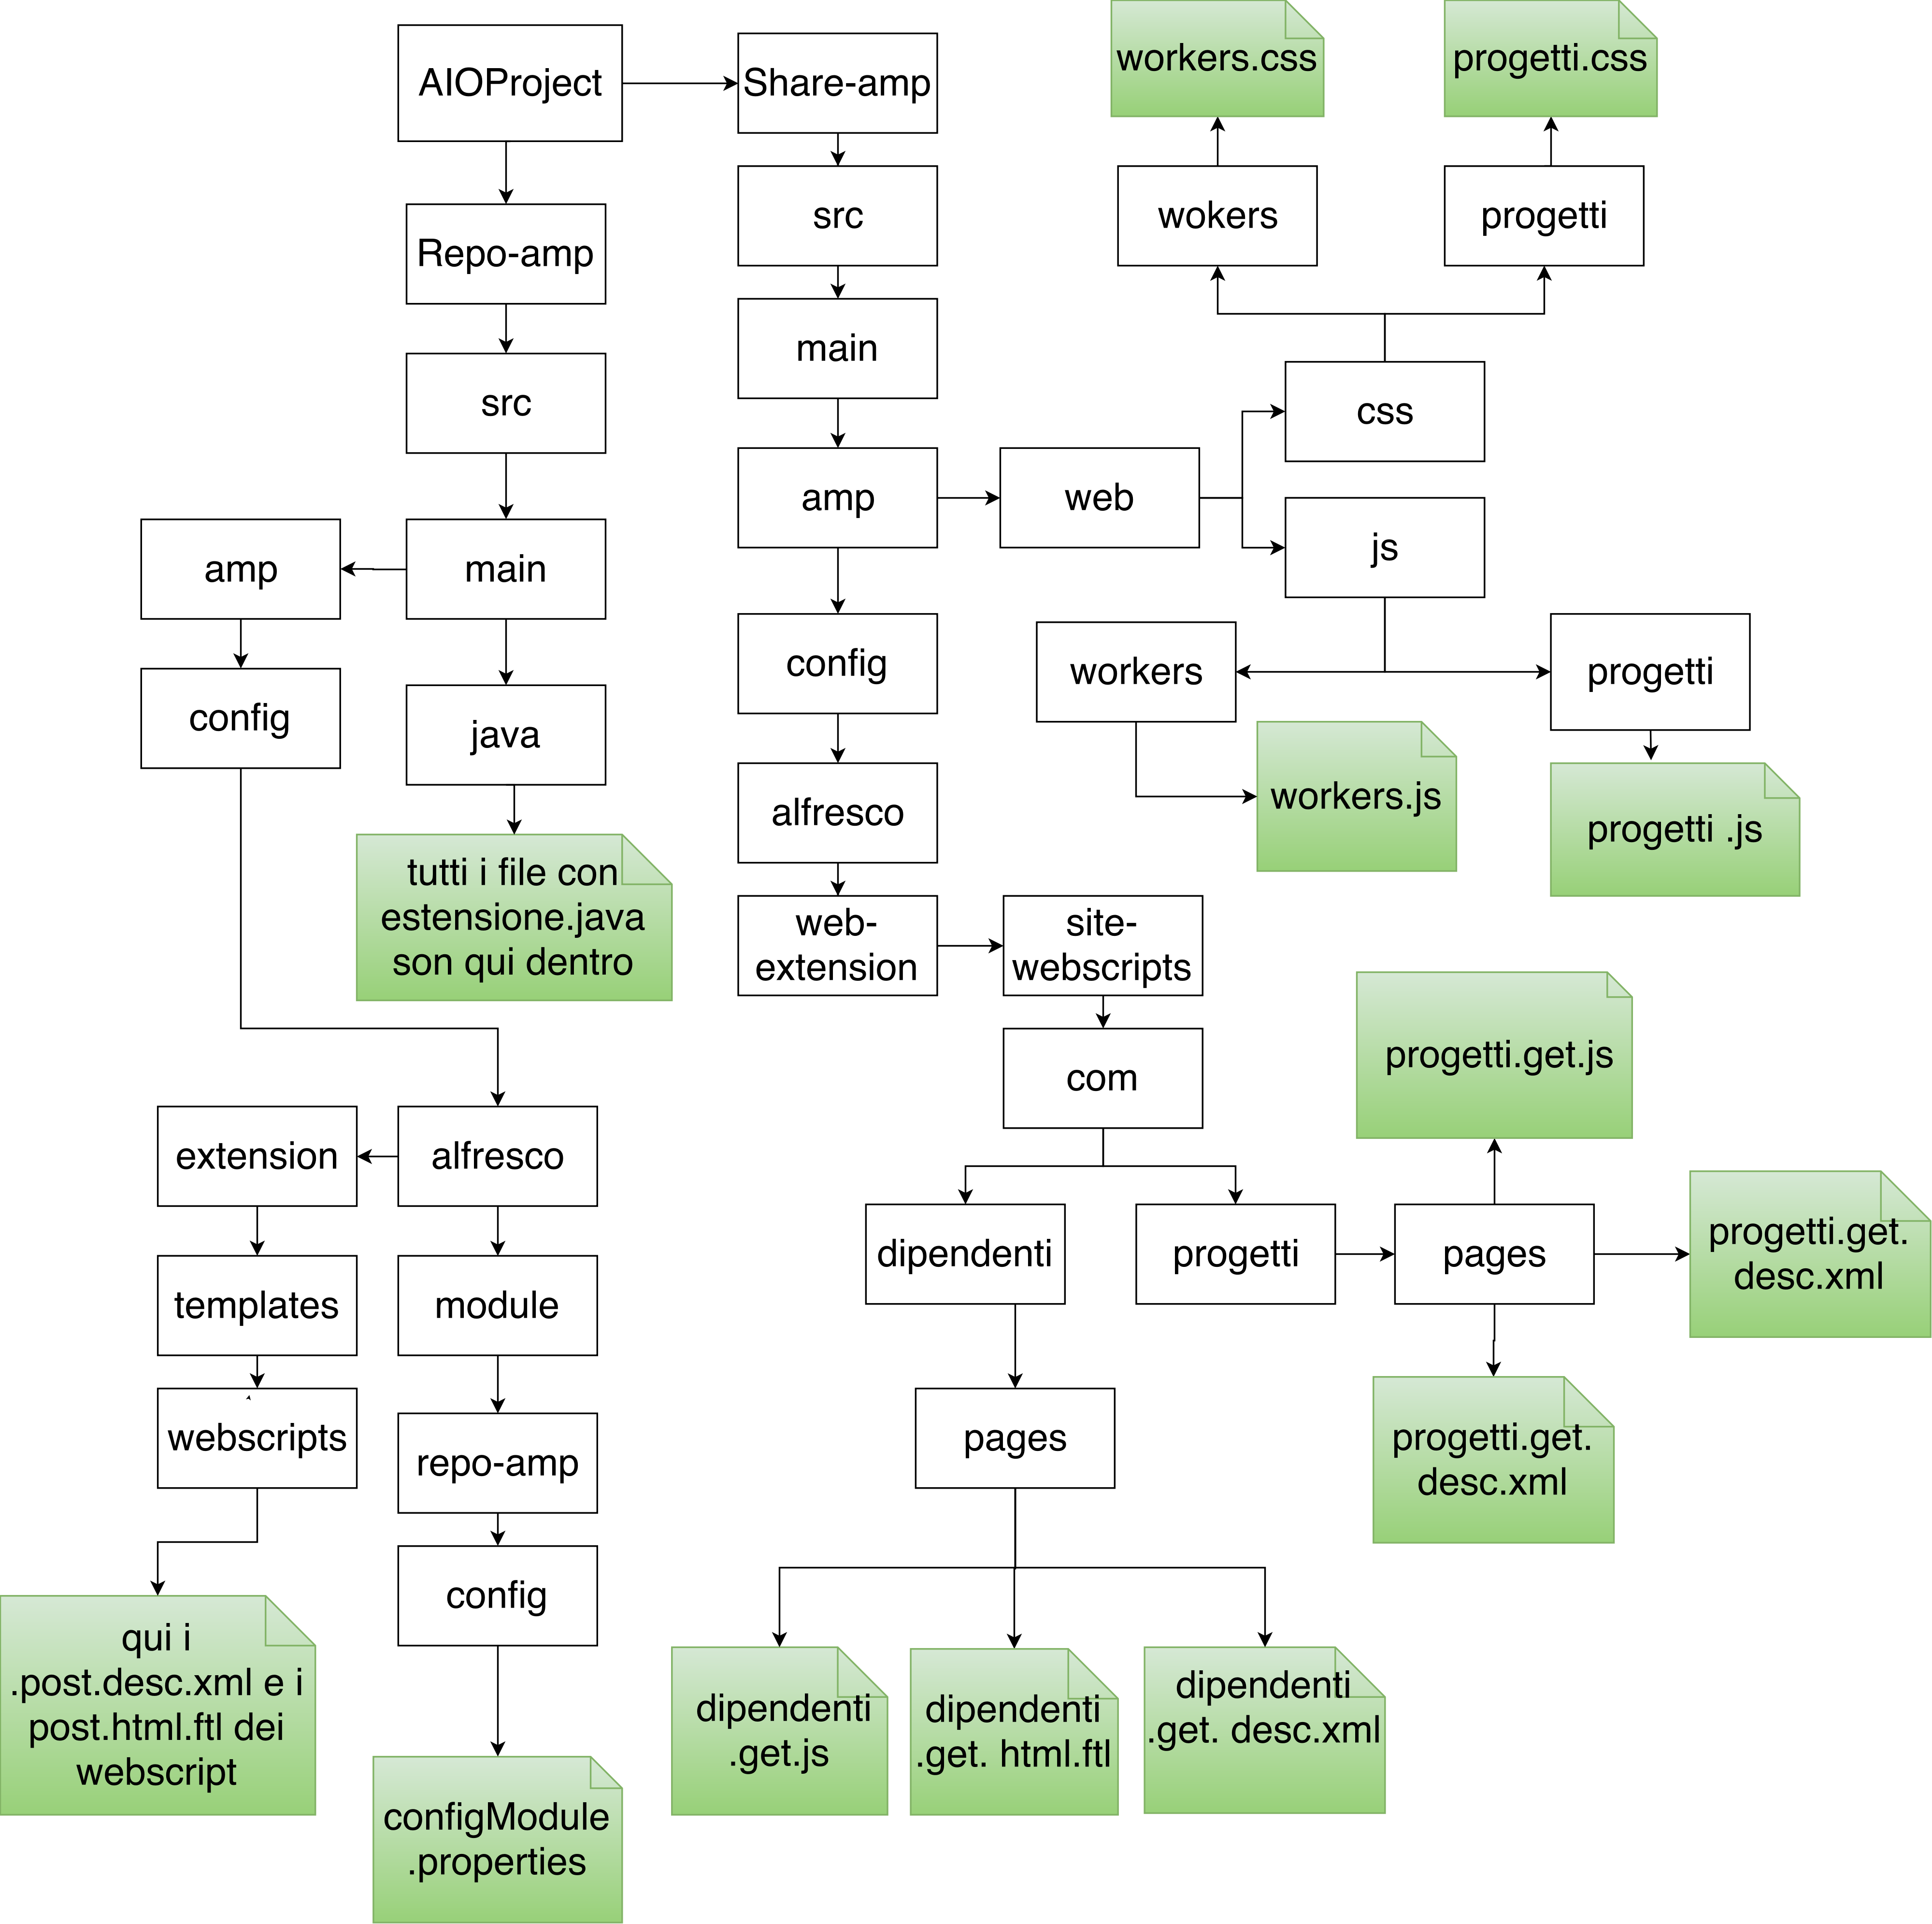 AIOProject
Share-amp
workers.css
progetti.css
Repo-amp
src
wokers
progetti
src
main
css
amp
main
amp
web
js
config
java
config
workers
progetti
alfresco
workers.js
progetti .js
tutti i file con
estensione.java
son qui dentro
web-
extension
site-
webscripts
com
progetti.get.js
extension
alfresco
dipendenti
progetti
pages
progetti.get.
desc.xml
templates
module
webscripts
repo-amp
pages
progetti.get.
desc.xml
config
qui i
.post.desc.xml e i
post.html.ftl dei
webscript
dipendenti
.get.js
dipendenti
.get. html.ftl
dipendenti
.get. desc.xml
configModule
.properties